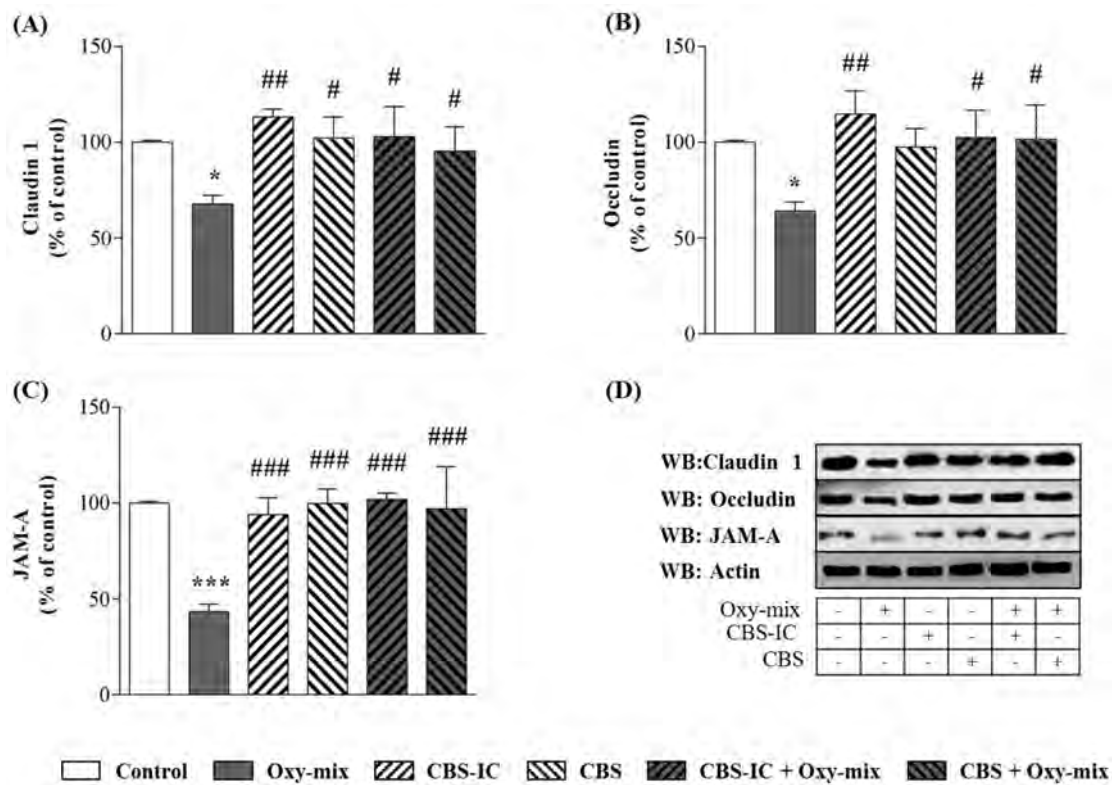 (A)
150
100
50
0
Claudin 1
(% of control)
*
##
#
#
#
(B)
150
100
50
0
Occludin
(% of control)
*
##
#
#
(C)
150
100
50
0
JAM-A
(% of control)
***
###
###
###
###
(D)
WB:Claudin 1
WB: Occludin
WB: JAM-A
WB: Actin
Oxy-mix - + - - + +
CBS-IC - - + - + -
CBS - - - + - +
Control Oxy-mix CBS-IC CBS CBS-IC + Oxy-mix CBS + Oxy-mix